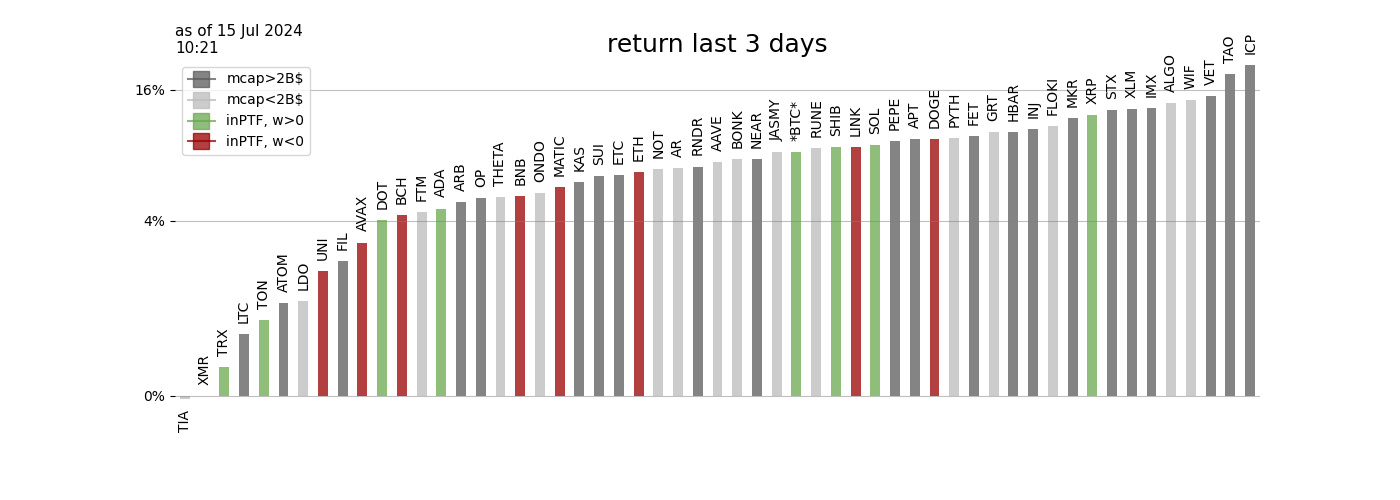 as of 15 Jul 2024
10:21
return last 3 days
mcap>2B$
mcap<2B$
inPTF, w>0
inPTF, w<0
16%
4%
0%
TIA
XMR
TRX
LTC
TON
ATOM
LDO
UNI
FIL
AVAX
DOT
BCH
FTM
ADA
ARB
OP
THETA
BNB
ONDO
MATIC
KAS
SUI
ETC
ETH
NOT
AR
RNDR
AAVE
BONK
NEAR
JASMY
*BTC*
RUNE
SHIB
LINK
SOL
PEPE
APT
DOGE
PYTH
FET
GRT
HBAR
INJ
FLOKI
MKR
XRP
STX
XLM
IMX
ALGO
WIF
VET
TAO
ICP